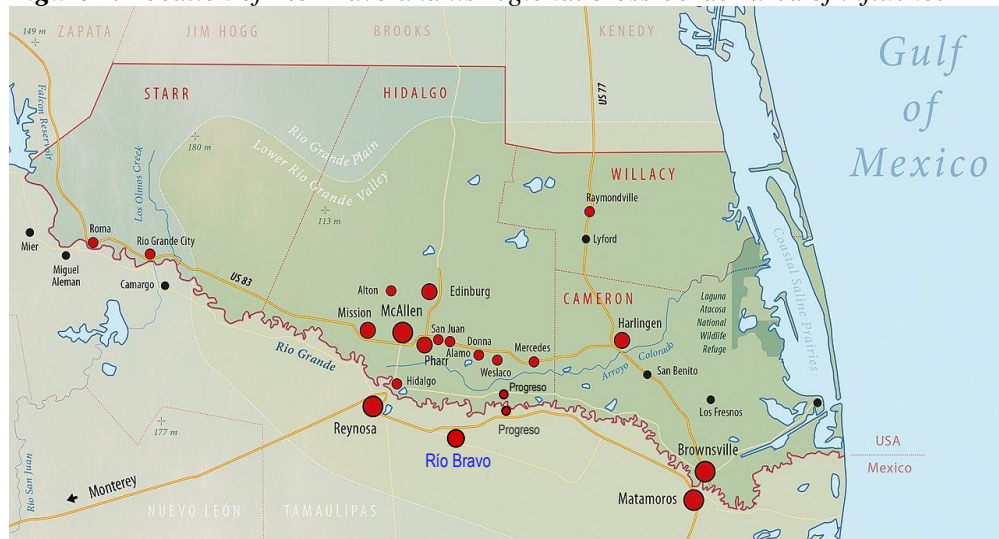 149 m
ZAPATA
JIM HOGG
BROOKS
KENEDY
Gulf
of
Mexico
STARR
HIDALGO
US 77
Falcon Reservoir
Rio Grande Plain
Lower Rio Grande Valley
180 m
Los Olmos Creek
WILLACY
Raymondville
113 m
Lyford
Roma
Rio Grande City
Mier
Miguel
Aleman
Camargo
US 83
Coastal Saline Prairies
Alton
Edinburg
CAMERON
Laguna
Atacosa
National
Wildlife
Refuge
Mission
McAllen
San Juan
Harlingen
Donna
Mercedes
Pharr
Alamo
Weslaco
Arroyo Colorado
Rio Grande
Hidalgo
San Benito
Progreso
Los Fresnos
Reynosa
Progreso
177 m
Río Bravo
Brownsville
USA
Mexico
Río San Juan
Monterey
Matamoros
NUEVO LEÓN
TAMAULIPAS